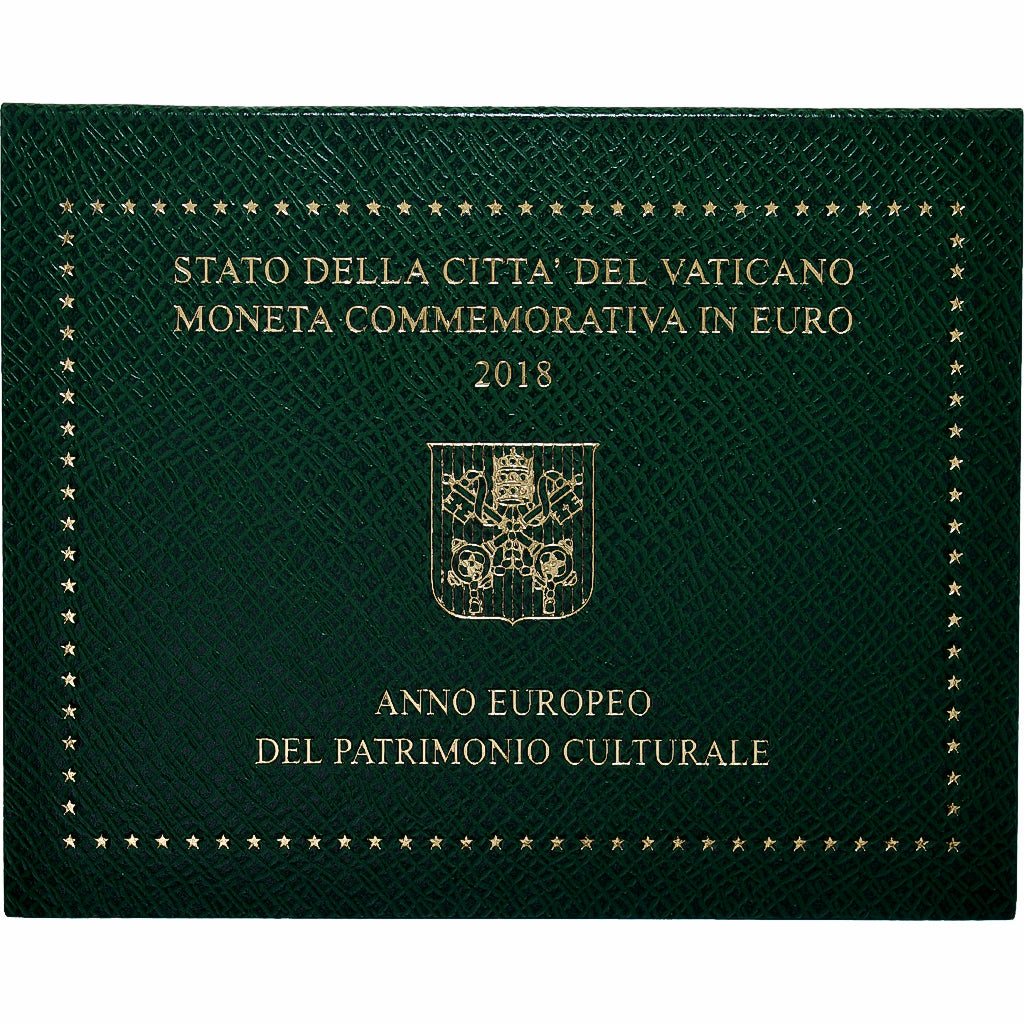 STATO DELLA CITTA' DEL VATICANO
MONETA COMMEMORATIVA IN EURO
2018
ANNO EUROPEO
DEL PATRIMONIO CULTURALE